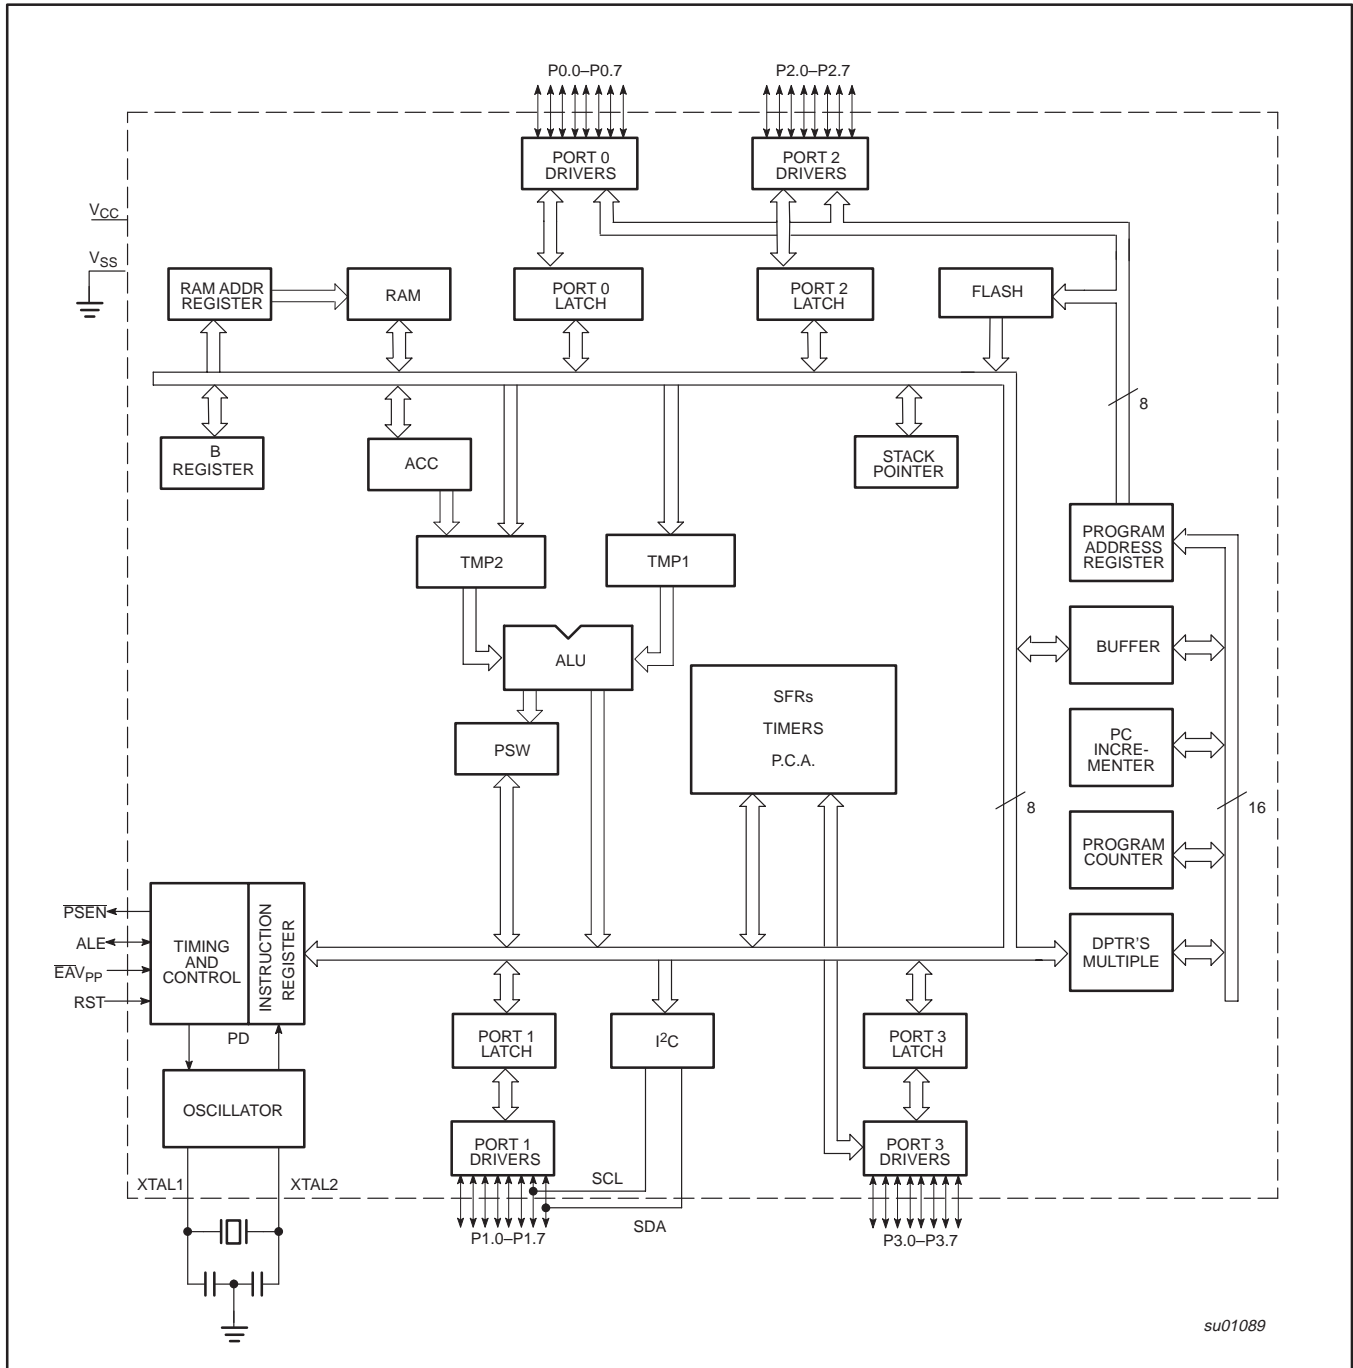 P0.0–P0.7
P2.0–P2.7
PORT 0
DRIVERS
PORT 2
DRIVERS
VCC
VSS
RAM ADDR
REGISTER
RAM
PORT 0
LATCH
PORT 2
LATCH
FLASH
8
B
REGISTER
ACC
STACK
POINTER
PROGRAM
ADDRESS
REGISTER
TMP2
TMP1
BUFFER
ALU
SFRs
TIMERS
P.C.A.
PSW
PC
INCRE-
MENTER
8
16
PROGRAM
COUNTER
PSEN
ALE
EAVPP
RST
TIMING
AND
CONTROL
INSTRUCTION
REGISTER
DPTR'S
MULTIPLE
PD
PORT 1
LATCH
I2C
PORT 3
LATCH
OSCILLATOR
PORT 1
DRIVERS
PORT 3
DRIVERS
XTAL1
XTAL2
SCL
SDA
P1.0–P1.7
P3.0–P3.7
su01089